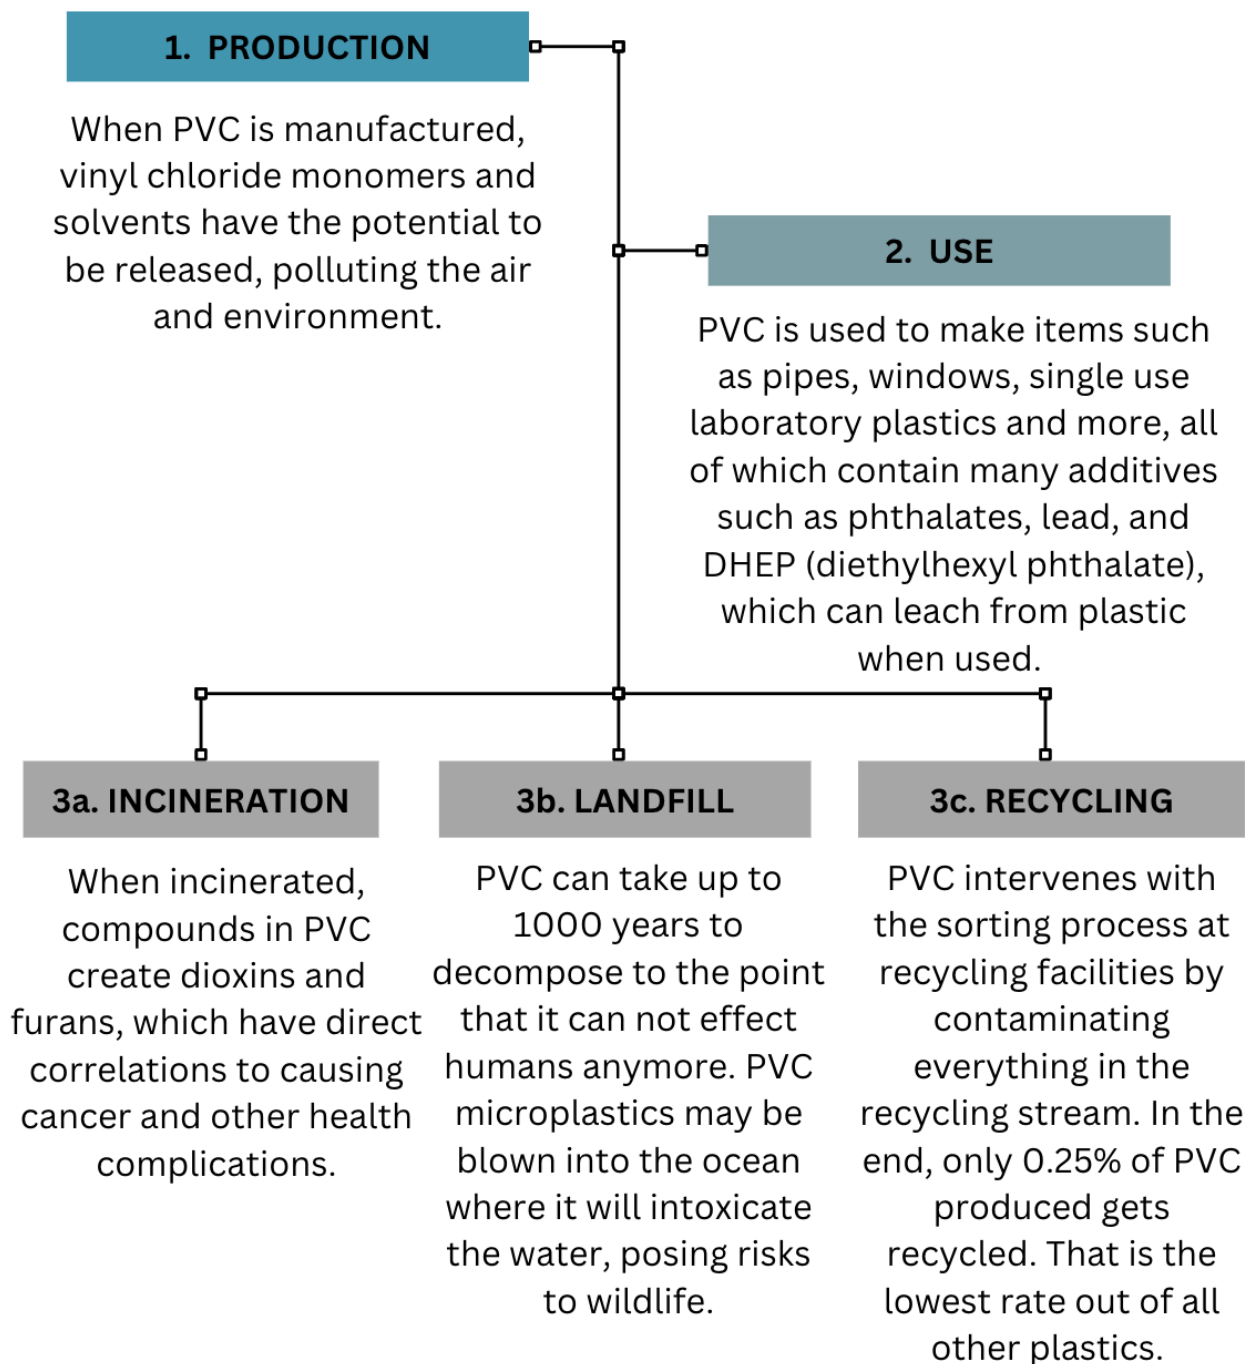 1. PRODUCTION
When PVC is manufactured,
vinyl chloride monomers and
solvents have the potential to
be released, polluting the air
and environment.
2. USE
PVC is used to make items such
as pipes, windows, single use
laboratory plastics and more, all
of which contain many additives
such as phthalates, lead, and
DHEP (diethylhexyl phthalate),
which can leach from plastic
when used.
3a. INCINERATION
When incinerated,
compounds in PVC
create dioxins and
furans, which have direct
correlations to causing
cancer and other health
complications.
3b. LANDFILL
PVC can take up to
1000 years to
decompose to the point
that it can not effect
humans anymore. PVC
microplastics may be
blown into the ocean
where it will intoxicate
the water, posing risks
to wildlife.
3c. RECYCLING
PVC intervenes with
the sorting process at
recycling facilities by
contaminating
everything in the
recycling stream. In the
end, only 0.25% of PVC
produced gets
recycled. That is the
lowest rate out of all
other plastics.